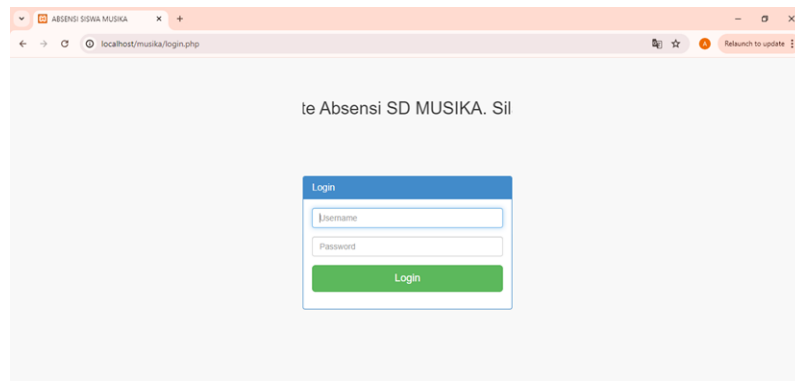 ABSENSI SISWA MUSIKA
localhost/musika/login.php
A
Relaunch to update
te Absensi SD MUSIKA. Sil
Login
Username
Password
Login